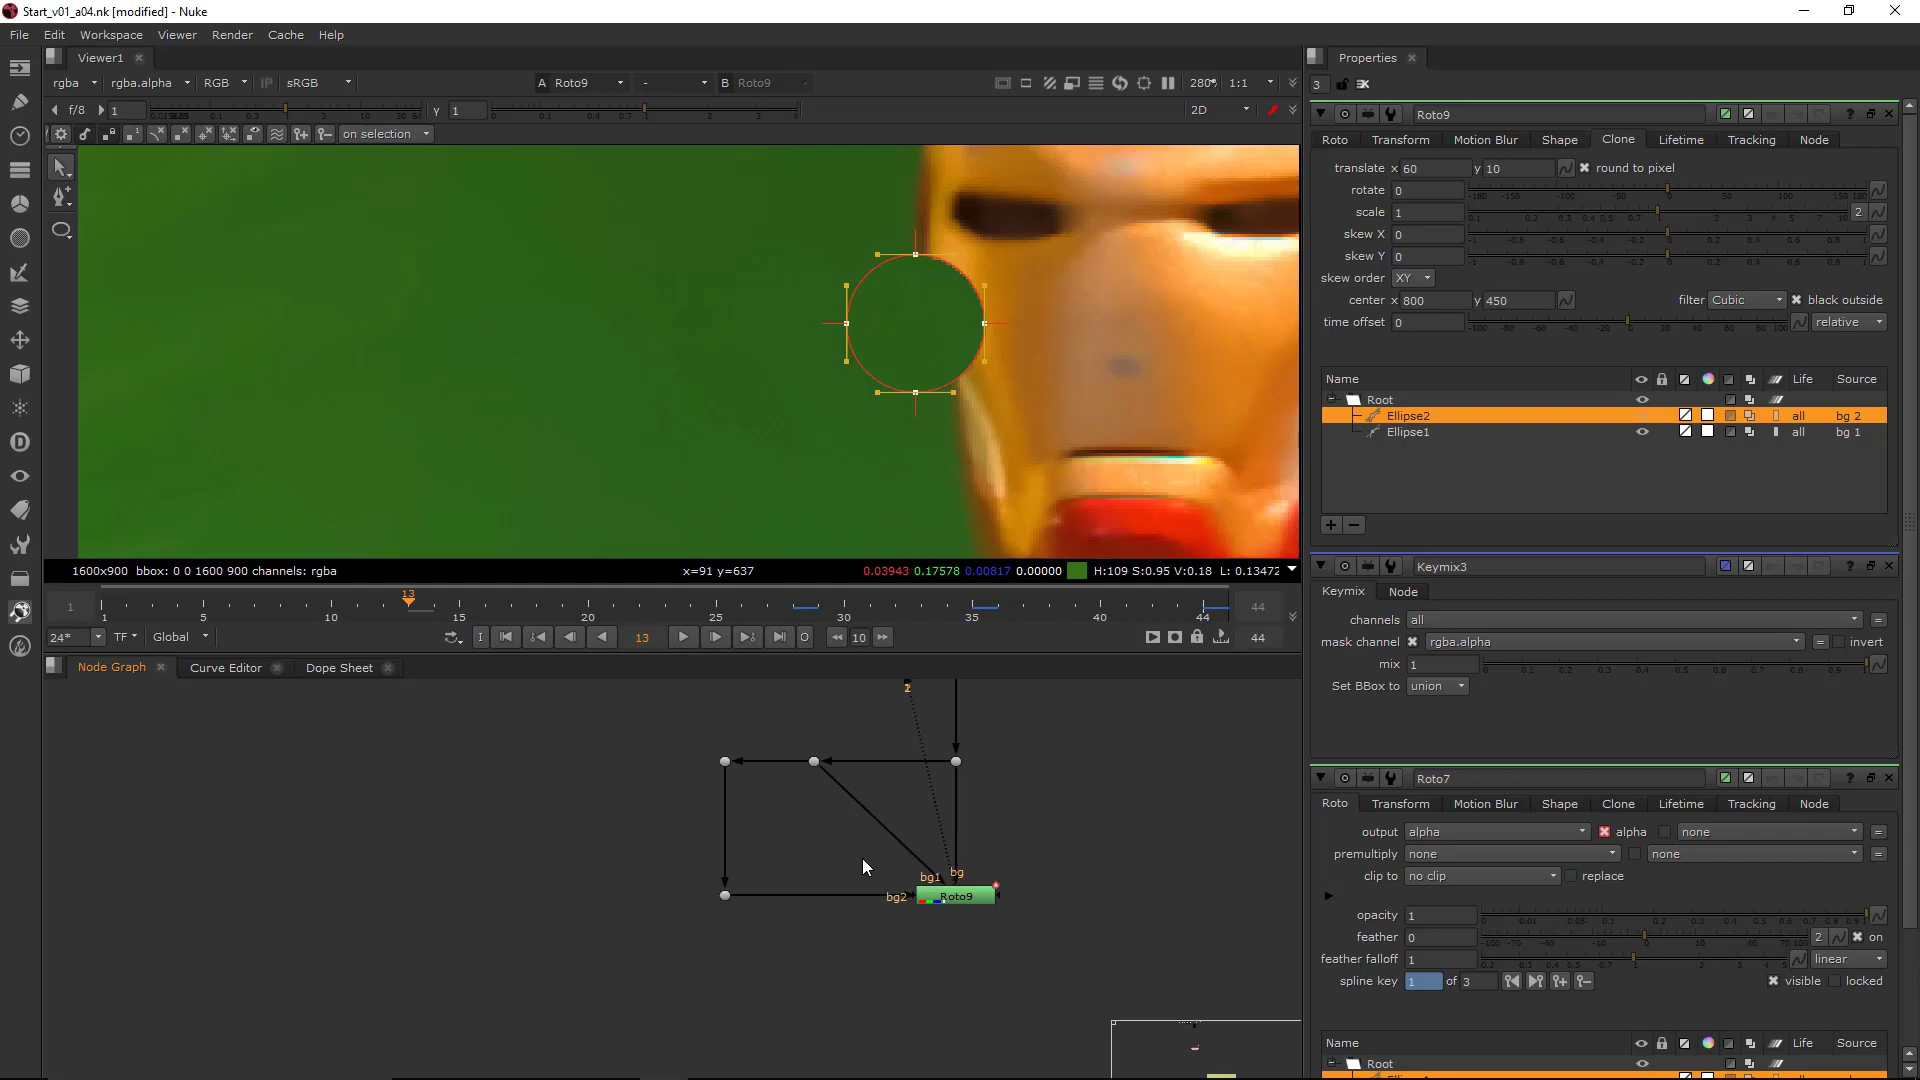 Start_v01_a04.nk [modified] - Nuke
File Edit Workspace Viewer Render Cache Help
Viewer1
rgba rgba.alpha RGB IP sRGB A Roto9 - B Roto9 280* 1:1
f/8 1 y 1 2D
on selection
1600x900 bbox: 0 0 1600 900 channels: rgba x=91 y=637 0.03943 0.17578 0.00817 0.00000 H:109 S:0.95 V:0.18 L: 0.13472
13
1 1 5 10 15 20 25 30 35 40 44 44
24* TF Global I 13 O 10 44
Node Graph Curve Editor Dope Sheet
2
bg1 bg
bg2 Roto9
Properties
3
Roto9
Roto Transform Motion Blur Shape Clone Lifetime Tracking Node
translate x 60 y 10 round to pixel
rotate 0
scale 1 2
skew X 0
skew Y 0
skew order XY
center x 800 y 450 filter Cubic black outside
time offset 0 relative
Name Life Source
Root
Ellipse2 all bg 2
Ellipse1 all bg 1
Keymix3
Keymix Node
channels all =
mask channel rgba.alpha = invert
mix 1
Set BBox to union
Roto7
Roto Transform Motion Blur Shape Clone Lifetime Tracking Node
output alpha alpha none =
premultiply none none =
clip to no clip replace
opacity 1
feather 0 2 on
feather falloff 1 linear
spline key 1 of 3 visible locked
Name Life Source
Root